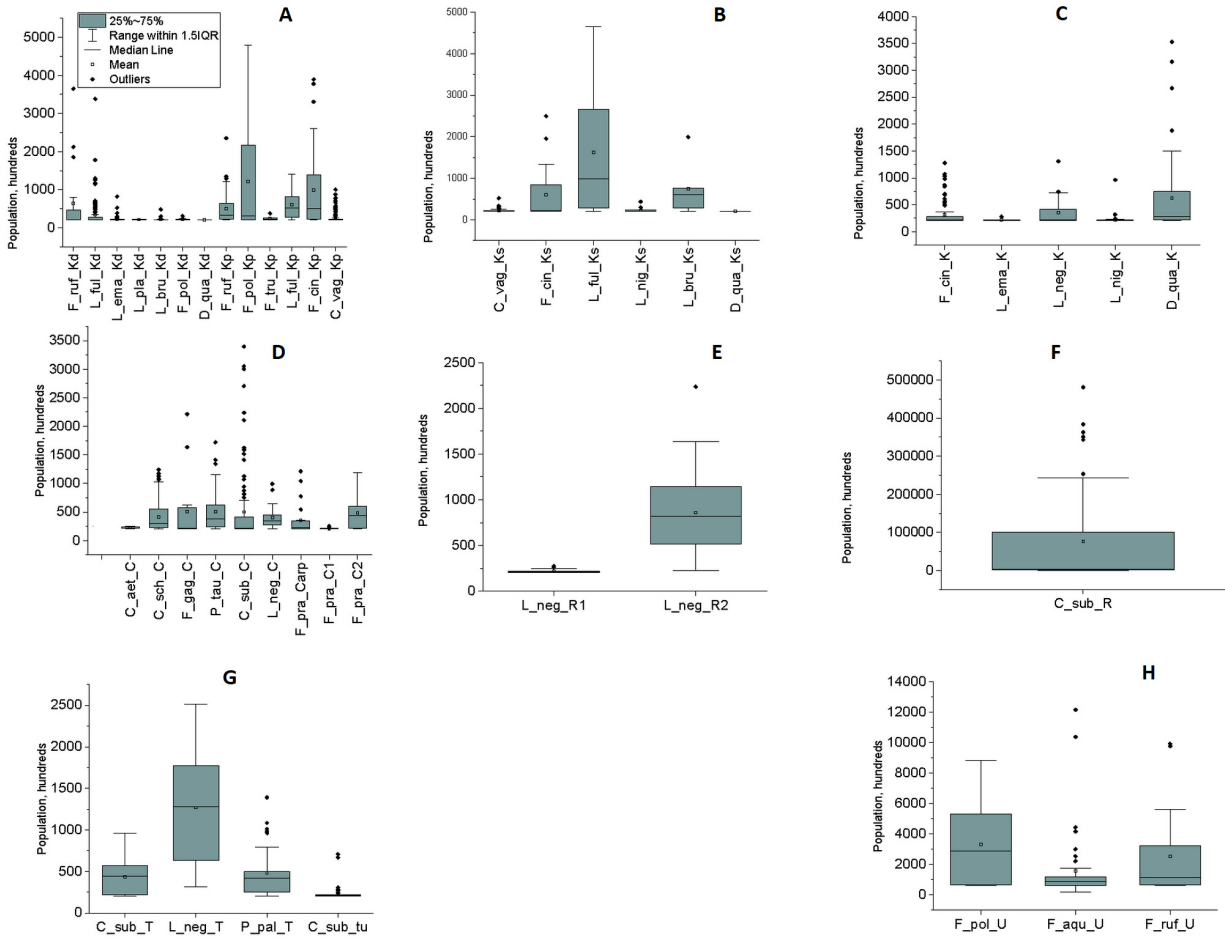 A
25%~75%
Range within 1.5IQR
Median Line
Mean
Outliers
Population, hundreds
5000
4000
3000
2000
1000
0
F_ruf_Kd
L_ful_Kd
L_ema_Kd
L_pla_Kd
L_bru_Kd
F_pol_Kd
D_qua_Kd
F_ruf_Kp
F_pol_Kp
F_tru_Kp
L_ful_Kp
F_cin_Kp
C_vag_Kp
B
Population, hundreds
5000
4000
3000
2000
1000
0
C_vag_Ks
F_cin_Ks
L_ful_Ks
L_nig_Ks
L_bru_Ks
D_qua_Ks
C
Population, hundreds
4000
3500
3000
2500
2000
1500
1000
500
0
F_cin_K
L_ema_K
L_neg_K
L_nig_K
D_qua_K
D
Population, hundreds
3500
3000
2500
2000
1500
1000
500
0
C_aet_C
C_sch_C
F_gag_C
P_tau_C
C_sub_C
L_neg_C
F_pra_Carp
F_pra_C1
F_pra_C2
E
Population, hundreds
2500
2000
1500
1000
500
0
L_neg_R1
L_neg_R2
F
Population, hundreds
500000
400000
300000
200000
100000
0
C_sub_R
G
Population, hundreds
2500
2000
1500
1000
500
0
C_sub_T
L_neg_T
P_pal_T
C_sub_tu
H
Population, hundreds
14000
12000
10000
8000
6000
4000
2000
0
F_pol_U
F_aqu_U
F_ruf_U